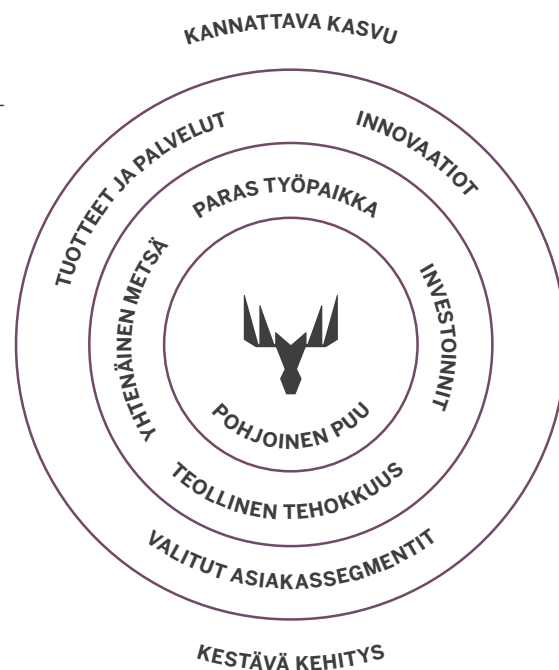 KANNATTAVA KASVU
TUOTTEET JA PALVELUT
INNOVAATIOT
PARAS TYÖPAIKKA
YHTENÄINEN METSÄ
INVESTOINNIT
POHJOINEN PUU
TEOLLINEN TEHOKKUUS
VALITUT ASIAKASSEGMENTIT
KESTÄVÄ KEHITYS